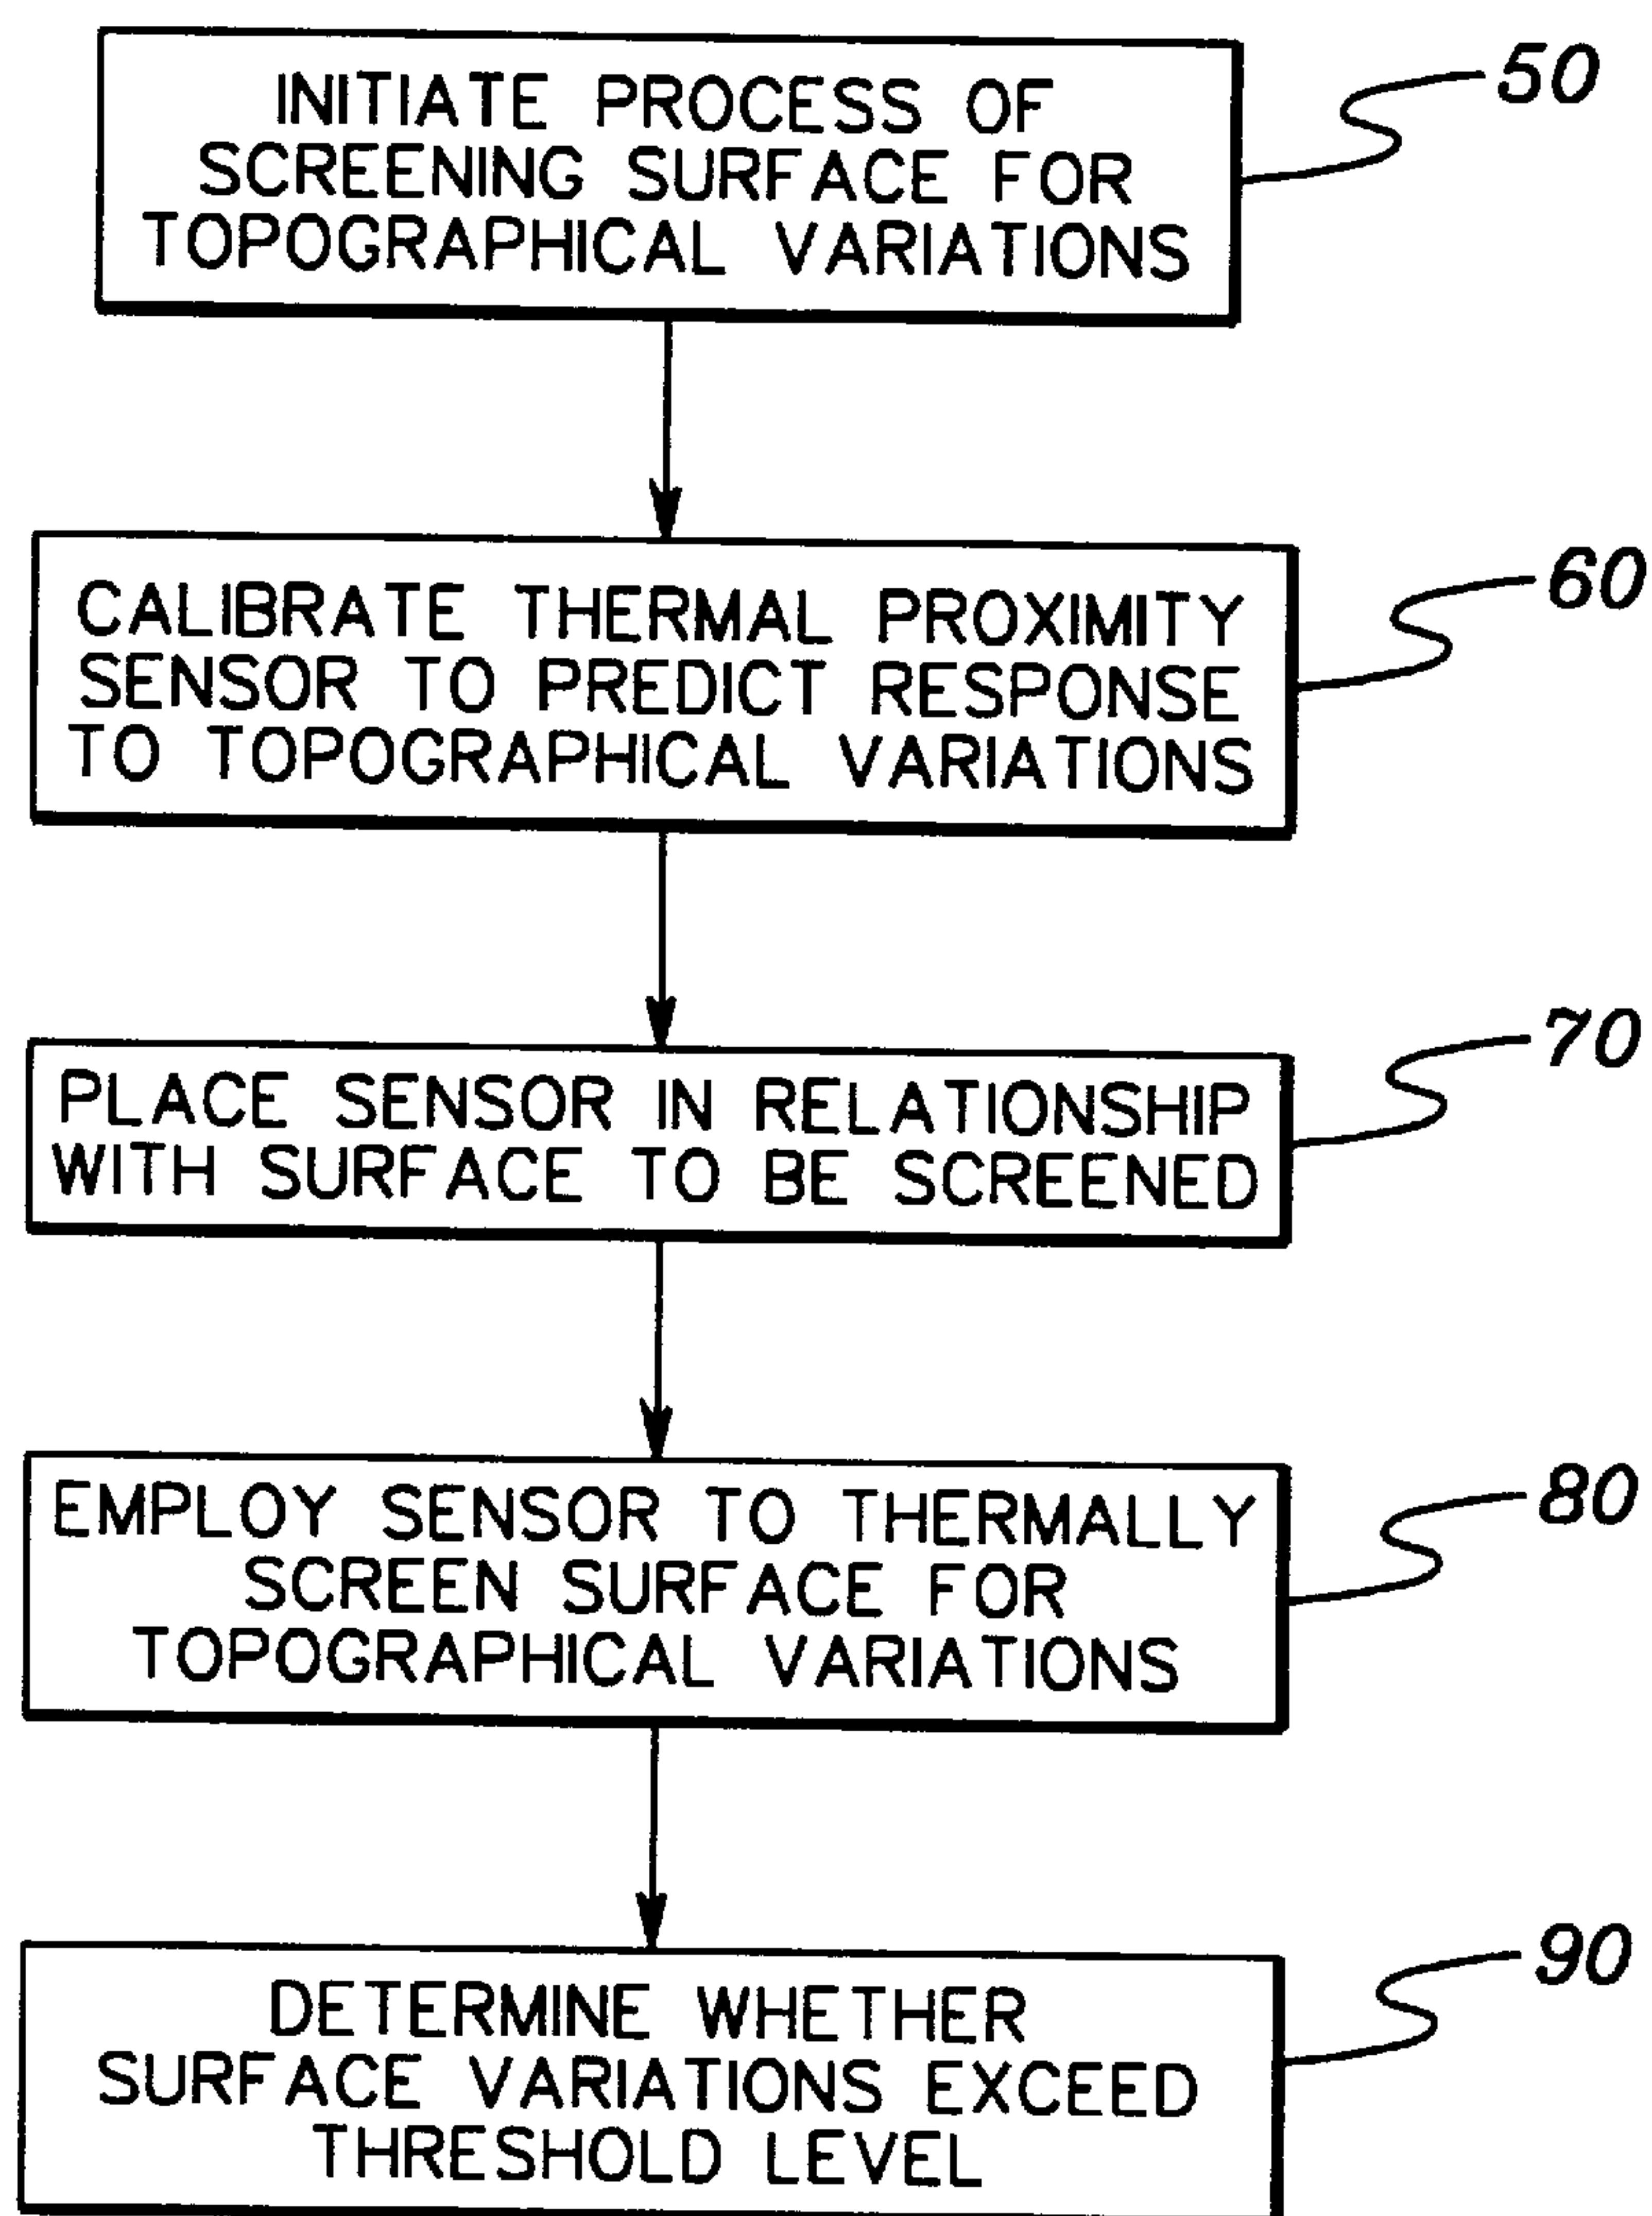 INITIATE PROCESS OF
SCREENING SURFACE FOR
TOPOGRAPHICAL VARIATIONS
50
CALIBRATE THERMAL PROXIMITY
SENSOR TO PREDICT RESPONSE
TO TOPOGRAPHICAL VARIATIONS
60
PLACE SENSOR IN RELATIONSHIP
WITH SURFACE TO BE SCREENED
70
EMPLOY SENSOR TO THERMALLY
SCREEN SURFACE FOR
TOPOGRAPHICAL VARIATIONS
80
DETERMINE WHETHER
SURFACE VARIATIONS EXCEED
THRESHOLD LEVEL
90